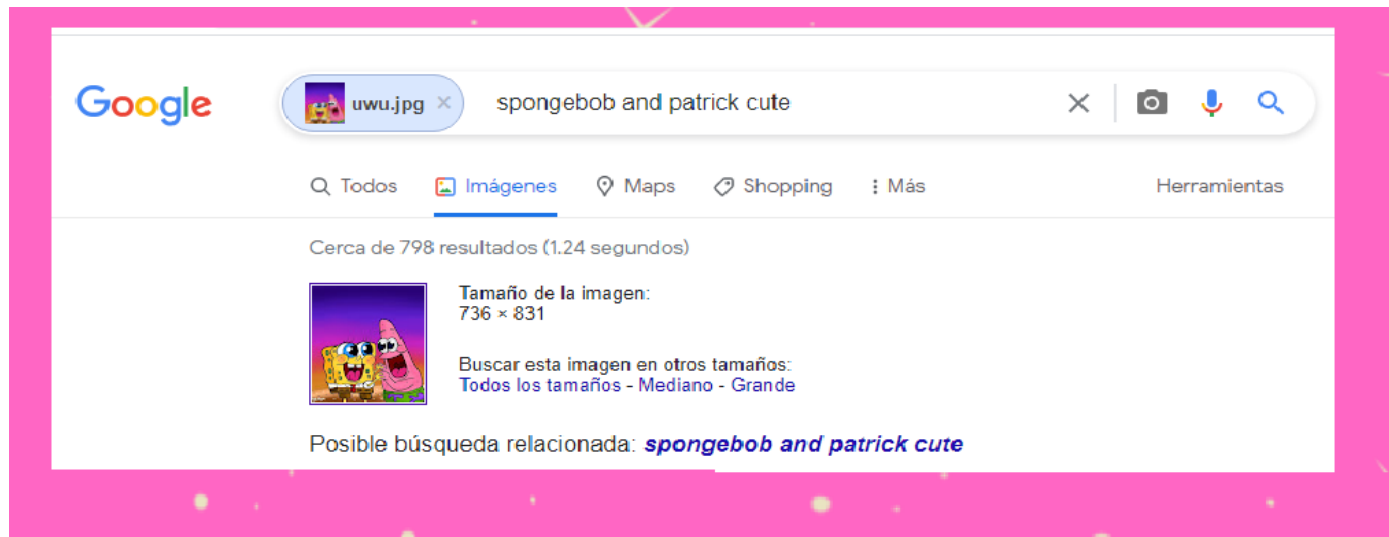 Google
uwu.jpg × spongebob and patrick cute
Todos Imágenes Maps Shopping Más Herramientas
Cerca de 798 resultados (1.24 segundos)
Tamaño de la imagen:
736 × 831
Buscar esta imagen en otros tamaños:
Todos los tamaños - Mediano - Grande
Posible búsqueda relacionada: spongebob and patrick cute